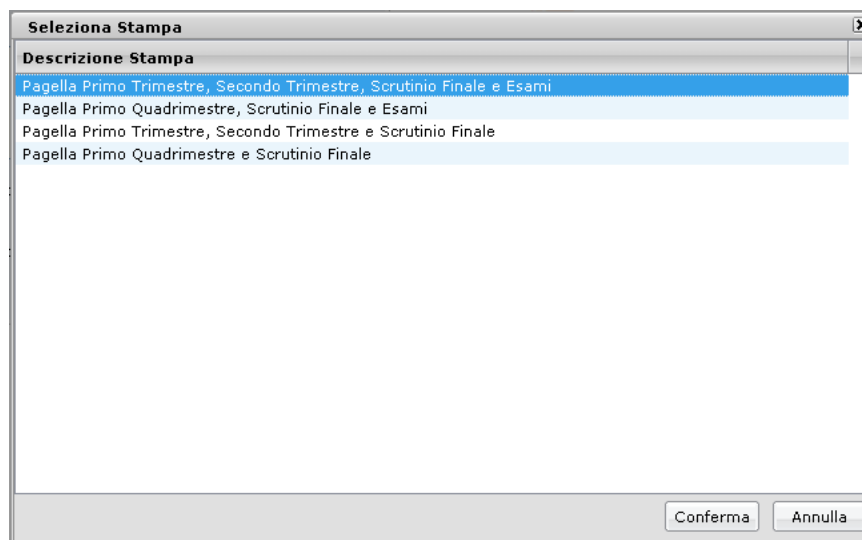 Seleziona Stampa
Descrizione Stampa
Pagella Primo Trimestre, Secondo Trimestre, Scrutinio Finale e Esami
Pagella Primo Quadrimestre, Scrutinio Finale e Esami
Pagella Primo Trimestre, Secondo Trimestre e Scrutinio Finale
Pagella Primo Quadrimestre e Scrutinio Finale
Conferma Annulla